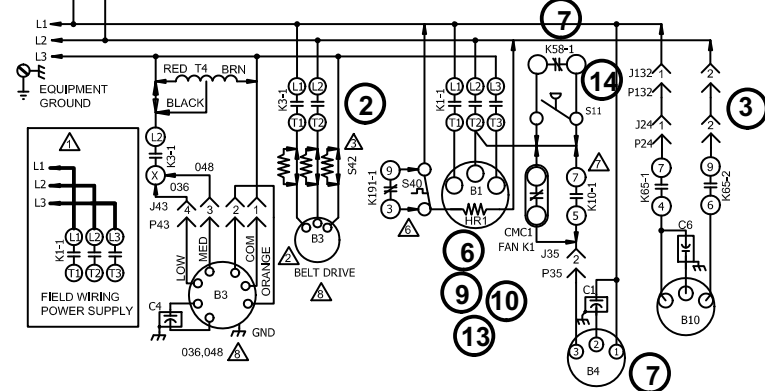 7
L1
K58-1
L2
L3
RED T4 BRN
14
EQUIPMENT
GROUND
BLACK
L1 L2
K3-1
T1 T2
2
L1 L2 L3
K1-1
T1 T2 T3
S11
J132 1 2
P132
3
J24 1 2
P24
1
L1
L2
L3
K1-1
L1 L2 L3
T1 T2 T3
FIELD WIRING
POWER SUPPLY
L2
K3-1
X
048
036
3
S42
K191-1
9
3
S40
6
B1
HR1
7
7
5
K10-1
CMC1
FAN K1
K65-1
7
4
9
6
K65-2
C6
J43 4 3 2 1
P43
LOW
MED
COM
ORANGE
2
B3
BELT DRIVE
8
6
9
10
13
J35 2
P35
C4
B3
GND
036,048
8
C1
B10
3 2 1
B4
7